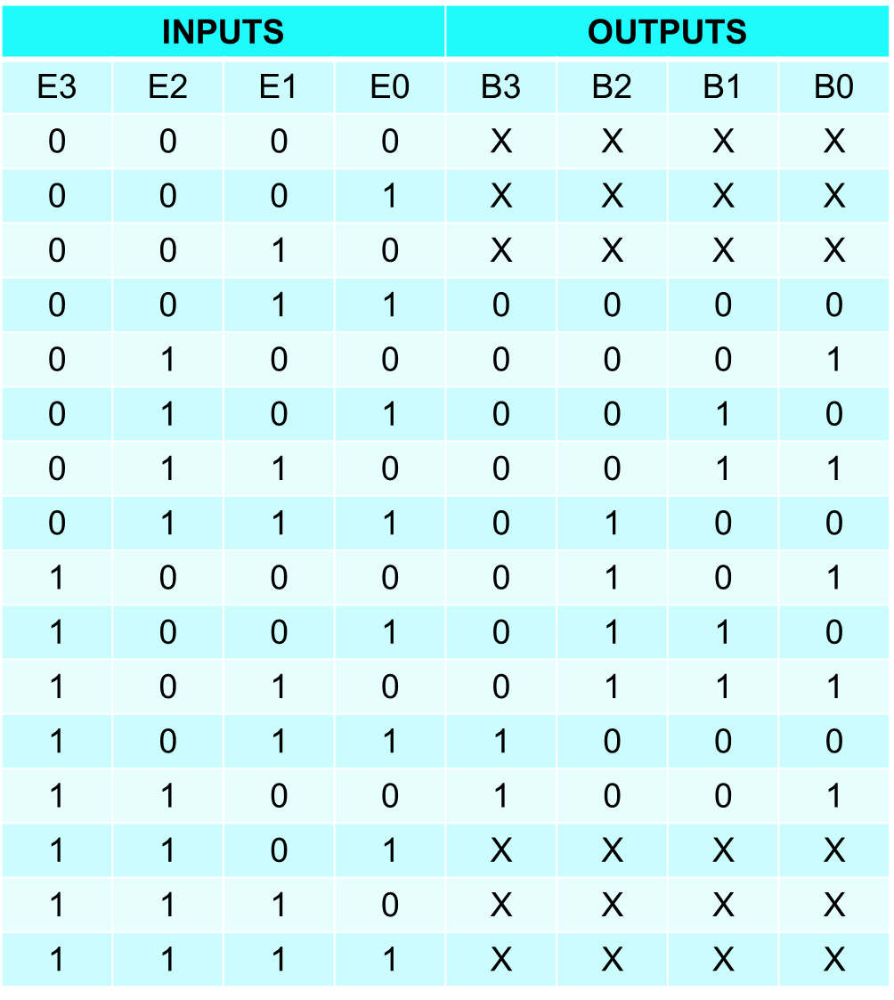 INPUTS OUTPUTS
E3 E2 E1 E0 B3 B2 B1 B0
0 0 0 0 X X X X
0 0 0 1 X X X X
0 0 1 0 X X X X
0 0 1 1 0 0 0 0
0 1 0 0 0 0 0 1
0 1 0 1 0 0 1 0
0 1 1 0 0 0 1 1
0 1 1 1 0 1 0 0
1 0 0 0 0 1 0 1
1 0 0 1 0 1 1 0
1 0 1 0 0 1 1 1
1 0 1 1 1 0 0 0
1 1 0 0 1 0 0 1
1 1 0 1 X X X X
1 1 1 0 X X X X
1 1 1 1 X X X X